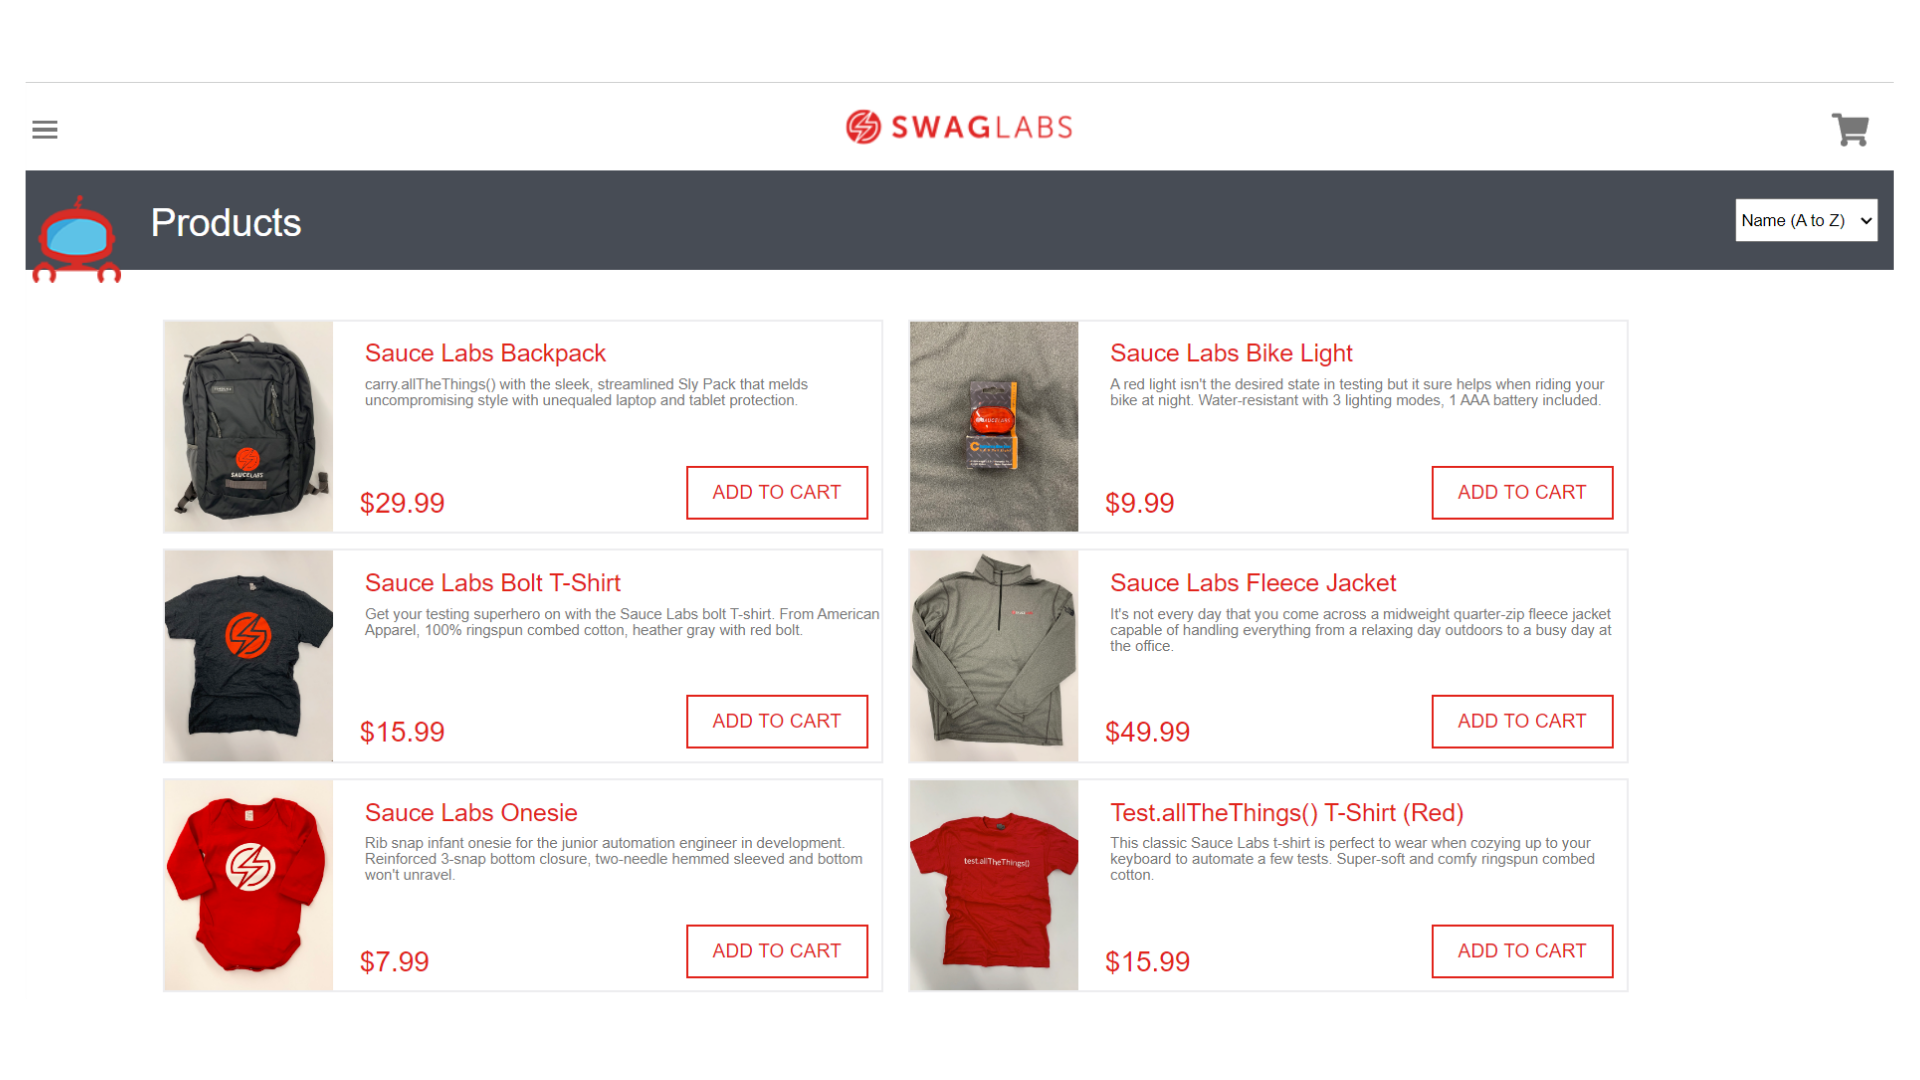 SWAGLABS
Products
Name (A to Z)
Sauce Labs Backpack
carry.allTheThings() with the sleek, streamlined Sly Pack that melds
uncompromising style with unequaled laptop and tablet protection.
$29.99
ADD TO CART
SAUCELABS
Sauce Labs Bike Light
A red light isn't the desired state in testing but it sure helps when riding your
bike at night. Water-resistant with 3 lighting modes, 1 AAA battery included.
$9.99
ADD TO CART
Sauce Labs Bolt T-Shirt
Get your testing superhero on with the Sauce Labs bolt T-shirt. From American
Apparel, 100% ringspun combed cotton, heather gray with red bolt.
$15.99
ADD TO CART
Sauce Labs Fleece Jacket
It's not every day that you come across a midweight quarter-zip fleece jacket
capable of handling everything from a relaxing day outdoors to a busy day at
the office.
$49.99
ADD TO CART
Sauce Labs Onesie
Rib snap infant onesie for the junior automation engineer in development.
Reinforced 3-snap bottom closure, two-needle hemmed sleeved and bottom
won't unravel.
$7.99
ADD TO CART
Test.allTheThings() T-Shirt (Red)
This classic Sauce Labs t-shirt is perfect to wear when cozying up to your
keyboard to automate a few tests. Super-soft and comfy ringspun combed
cotton.
test.allTheThings()
$15.99
ADD TO CART